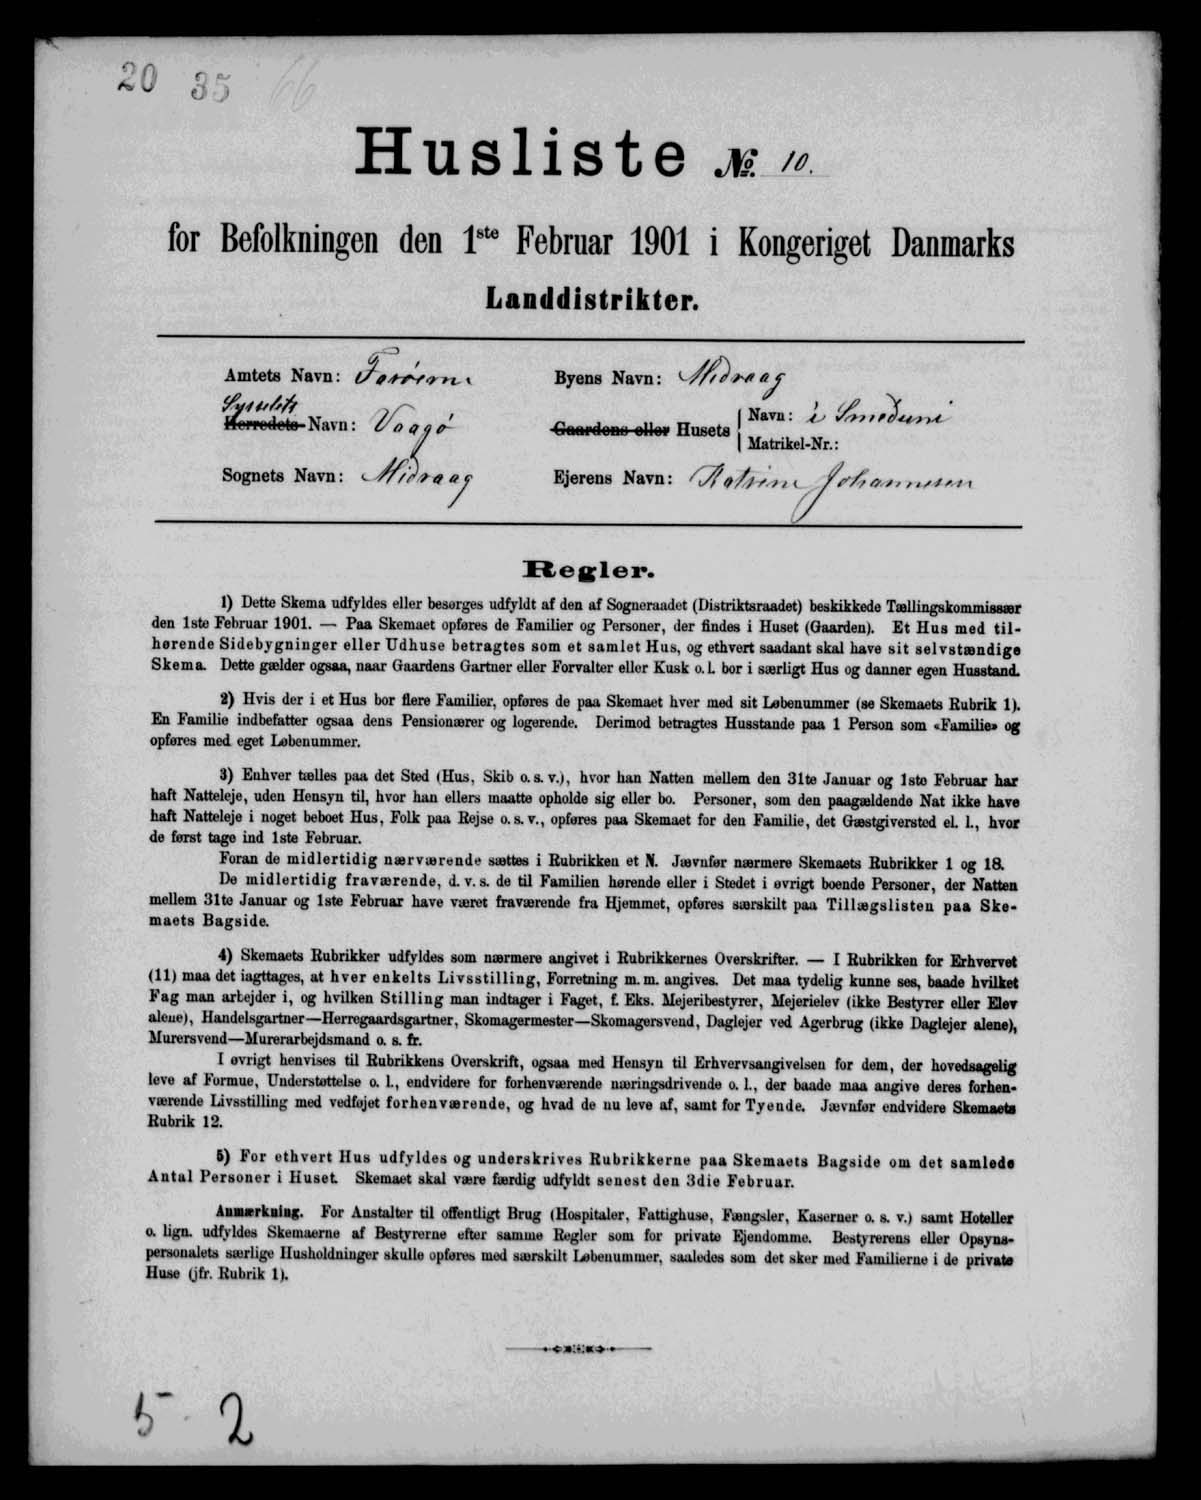 20 35 66
Husliste № 10.
for Befolkningen den 1ste Februar 1901 i Kongeriget Danmarks
Landdistrikter.
Amtets Navn: Færøerne Byens Navn: Midvaag
Sysselets
Herredets Navn: Vaagø Gaardens eller Husets Navn: i Smeduni
Matrikel-Nr.:
Sognets Navn: Midvaag Ejerens Navn: Katrine Johannesen
Regler.
1) Dette Skema udfyldes eller besørges udfyldt af den af Sogneraadet (Distriktsraadet) beskikkede Tællingskommissær
den 1ste Februar 1901. — Paa Skemaet opføres de Familier og Personer, der findes i Huset (Gaarden). Et Hus med til-
hørende Sidebygninger eller Udhuse betragtes som et samlet Hus, og ethvert saadant skal have sit selvstændige
Skema. Dette gælder ogsaa, naar Gaardens Gartner eller Forvalter eller Kusk o. l. bor i særligt Hus og danner egen Husstand.
2) Hvis der i et Hus bor flere Familier, opføres de paa Skemaet hver med sit Løbenummer (se Skemaets Rubrik 1).
En Familie indbefatter ogsaa dens Pensionærer og logerende. Derimod betragtes Husstande paa 1 Person som «Familie» og
opføres med eget Løbenummer.
3) Enhver tælles paa det Sted (Hus, Skib o. s. v.), hvor han Natten mellem den 31te Januar og 1ste Februar har
haft Natteleje, uden Hensyn til, hvor han ellers maatte opholde sig eller bo. Personer, som den paagældende Nat ikke have
haft Natteleje i noget beboet Hus, Folk paa Rejse o. s. v., opføres paa Skemaet for den Familie, det Gæstgiversted el. l., hvor
de først tage ind 1ste Februar.
Foran de midlertidig nærværende sættes i Rubrikken et N. Jævnfør nærmere Skemaets Rubrikker 1 og 18.
De midlertidig fraværende, d. v. s. de til Familien hørende eller i Stedet i øvrigt boende Personer, der Natten
mellem 31te Januar og 1ste Februar have været fraværende fra Hjemmet, opføres særskilt paa Tillægslisten paa Ske-
maets Bagside.
4) Skemaets Rubrikker udfyldes som nærmere angivet i Rubrikkernes Overskrifter. — I Rubrikken for Erhvervet
(11) maa det iagttages, at hver enkelts Livsstilling, Forretning m. m. angives. Det maa tydelig kunne ses, baade hvilket
Fag man arbejder i, og hvilken Stilling man indtager i Faget, f. Eks. Mejeribestyrer, Mejerielev (ikke Bestyrer eller Elev
alene), Handelsgartner—Herregaardsgartner, Skomagermester—Skomagersvend, Daglejer ved Agerbrug (ikke Daglejer alene),
Murersvend—Murerarbejdsmand o. s. fr.
I øvrigt henvises til Rubrikkens Overskrift, ogsaa med Hensyn til Erhvervsangivelsen for dem, der hovedsagelig
leve af Formue, Understøttelse o. l., endvidere for forhenværende næringsdrivende o. l., der baade maa angive deres forhen-
værende Livsstilling med vedføjet forhenværende, og hvad de nu leve af, samt for Tyende. Jævnfør endvidere Skemaets
Rubrik 12.
5) For ethvert Hus udfyldes og underskrives Rubrikkerne paa Skemaets Bagside om det samlede
Antal Personer i Huset. Skemaet skal være færdig udfyldt senest den 3die Februar.
Anmærkning. For Anstalter til offentligt Brug (Hospitaler, Fattighuse, Fængsler, Kaserner o. s. v.) samt Hoteller
o. lign. udfyldes Skemaerne af Bestyrerne efter samme Regler som for private Ejendomme. Bestyrerens eller Opsyns-
personalets særlige Husholdninger skulle opføres med særskilt Løbenummer, saaledes som det sker med Familierne i de private
Huse (jfr. Rubrik 1).
5 - 2